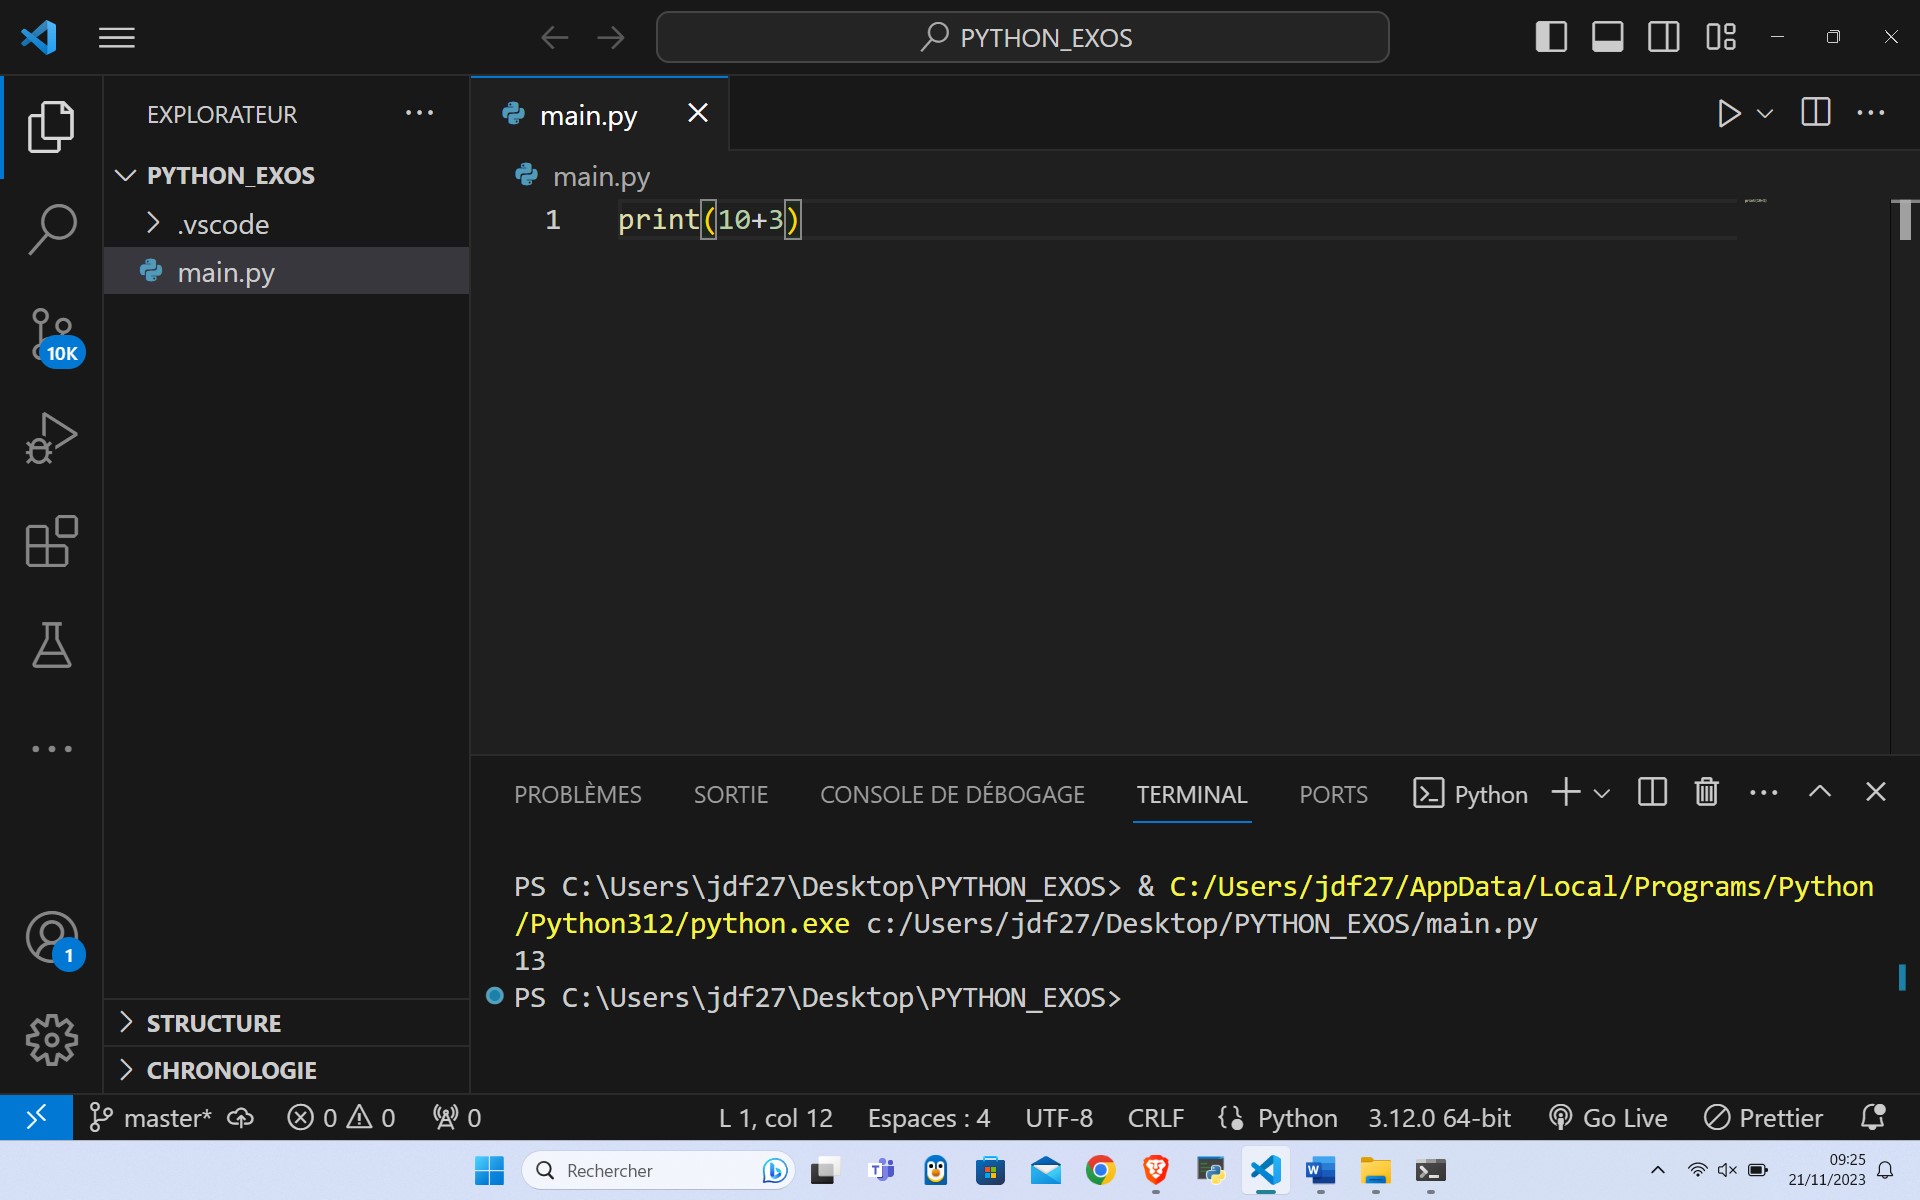 PYTHON_EXOS
EXPLORATEUR
PYTHON_EXOS
.vscode
main.py
10K
1
STRUCTURE
CHRONOLOGIE
main.py
main.py
1 print(10+3)
PROBLÈMES SORTIE CONSOLE DE DÉBOGAGE TERMINAL PORTS Python
PS C:\Users\jdf27\Desktop\PYTHON_EXOS> & C:/Users/jdf27/AppData/Local/Programs/Python
/Python312/python.exe c:/Users/jdf27/Desktop/PYTHON_EXOS/main.py
13
PS C:\Users\jdf27\Desktop\PYTHON_EXOS>
master* 0 0 0 L 1, col 12 Espaces : 4 UTF-8 CRLF Python 3.12.0 64-bit Go Live Prettier
Rechercher
09:25
21/11/2023